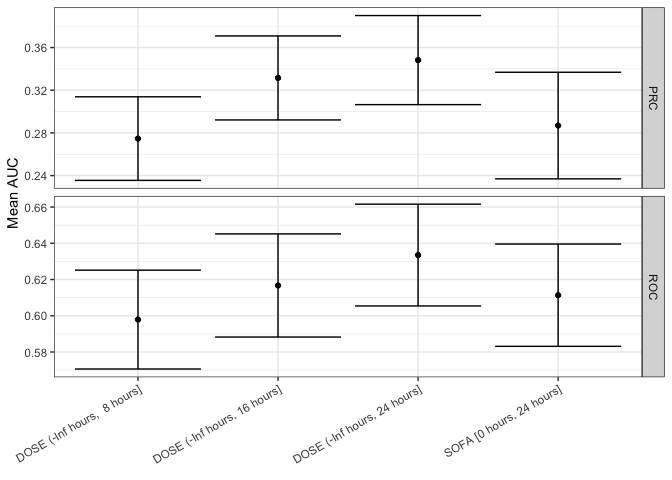 Mean AUC
0.36
0.32
0.28
0.24
PRC
0.66
0.64
0.62
0.60
0.58
ROC
DOSE (-Inf hours,  8 hours]
DOSE (-Inf hours, 16 hours]
DOSE (-Inf hours, 24 hours]
SOFA [0 hours, 24 hours]